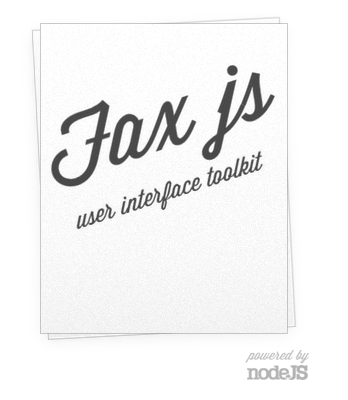 Fax js
user interface toolkit
powered by
nodeJS